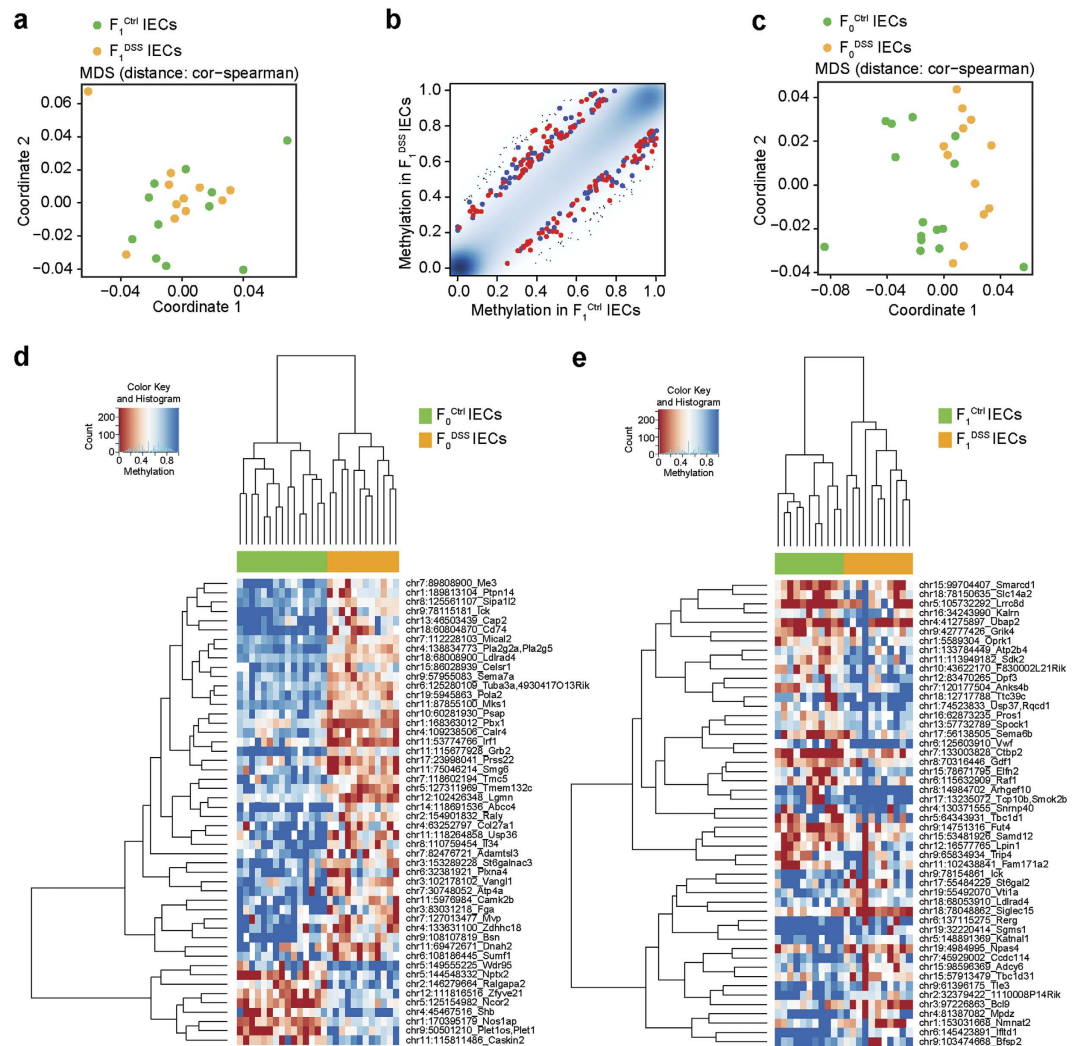 a
F1Ctrl IECs
F1DSS IECs
MDS (distance: cor−spearman)
0.06
0.04
0.02
0.00
−0.02
−0.04
Coordinate 2
−0.04
0.00
0.04
Coordinate 1
b
1.0
0.8
0.6
0.4
0.2
0.0
Methylation in F1DSS IECs
0.0
0.2
0.4
0.6
0.8
1.0
Methylation in F1Ctrl IECs
c
F0Ctrl IECs
F0DSS IECs
MDS (distance: cor−spearman)
0.04
0.02
0.00
−0.02
−0.04
Coordinate 2
−0.08
−0.04
0.00
0.04
Coordinate 1
d
Color Key
and Histogram
200
100
0
Count
0
0.4
0.8
Methylation
F0Ctrl IECs
F0DSS IECs
chr7:89808900_Me3
chr1:189813104_Ptpn14
chr8:125561107_Sipa1l2
chr9:78115181_Ick
chr13:46503439_Cap2
chr18:60804870_Cd74
chr7:112228103_Mical2
chr4:138834773_Pla2g2a,Pla2g5
chr18:68008900_Ldlrad4
chr15:86028939_Celsr1
chr9:57955083_Sema7a
chr6:125280109_Tuba3a,4930417O13Rik
chr19:5945863_Pola2
chr11:87855100_Mks1
chr10:60281930_Psap
chr1:168363012_Pbx1
chr4:109238506_Calr4
chr11:53774766_Irf1
chr11:115677928_Grb2
chr17:23998041_Prss22
chr11:75046214_Smg6
chr7:118602194_Tmc5
chr5:127311969_Tmem132c
chr12:102426348_Lgmn
chr14:118691536_Abcc4
chr2:154901832_Raly
chr4:63252797_Col27a1
chr11:118264858_Usp36
chr8:110759454_Il34
chr7:82476721_Adamtsl3
chr3:153289228_St6galnac3
chr6:32381921_Plxna4
chr3:102178102_Vangl1
chr7:30748052_Atp4a
chr11:5976984_Camk2b
chr3:83031218_Fga
chr7:127013477_Mvp
chr4:133631100_Zdhhc18
chr9:108107819_Bsn
chr1:69472671_Dnah2
chr6:108186445_Sumf1
chr5:149555225_Wdr95
chr5:144548332_Nptx2
chr2:146279664_Ralgapa2
chr12:111816516_Zfyve21
chr5:125154982_Ncor2
chr4:45467516_Shb
chr1:170395179_Nos1ap
chr9:50501210_Plet1os,Plet1
chr11:115811486_Caskin2
e
Color Key
and Histogram
200
100
0
Count
0
0.4
0.8
Methylation
F1Ctrl IECs
F1DSS IECs
chr15:99704407_Smarcd1
chr18:78150635_Slc14a2
chr5:105732292_Lrrc8d
chr16:34243990_Kalrn
chr4:41275897_Ubap2
chr9:42777426_Grik4
chr1:5589304_Oprk1
chr1:133784449_Atp2b4
chr11:113949182_Sdk2
chr10:43622170_F830002L21Rik
chr12:83470265_Dpf3
chr7:120177504_Anks4b
chr18:12717788_Ttc39c
chr1:74523833_Usp37,Rqcd1
chr16:62873235_Pros1
chr13:57732789_Spock1
chr17:56138505_Sema6b
chr6:125603910_Vwf
chr7:133003828_Ctbp2
chr8:70316446_Gdf1
chr15:78671795_Elfn2
chr6:115632909_Raf1
chr8:14984702_Arhgef10
chr17:13235072_Tcp10b,Smok2b
chr4:130371555_Snrnp40
chr5:64343931_Tbc1d1
chr9:14751316_Fut4
chr15:53481926_Samd12
chr12:16577765_Lpin1
chr9:65834934_Trip4
chr11:102438841_Fam171a2
chr9:78154861_Ick
chr17:55484229_St6gal2
chr19:55492070_Vti1a
chr18:68053910_Ldlrad4
chr18:78048862_Siglec15
chr6:137115275_Rerg
chr19:32220414_Sgms1
chr5:148891369_Katnal1
chr19:4984995_Npas4
chr7:45929002_Ccdc114
chr5:98596369_Adcy6
chr15:57913479_Tbc1d31
chr9:61396175_Tle3
chr2:32379422_1110008P14Rik
chr3:97226863_Bcl9
chr4:81387082_Mpdz
chr1:153031668_Nmnat2
chr6:145423891_Ifltd1
chr9:103474668_Bfsp2